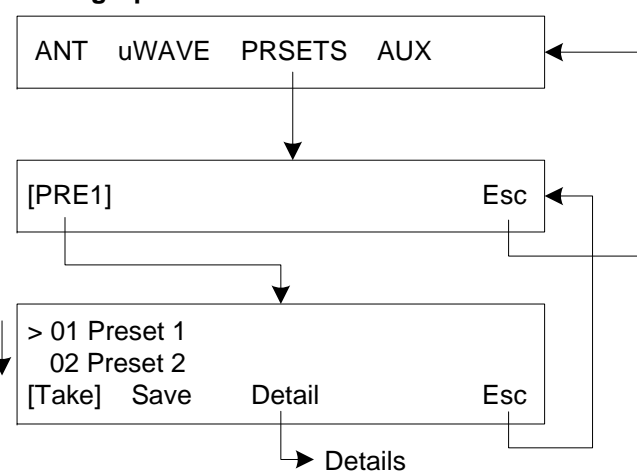 ANT uWAVE PRSETS AUX
[PRE1] Esc
> 01 Preset 1
02 Preset 2
[Take] Save Detail Esc
Details